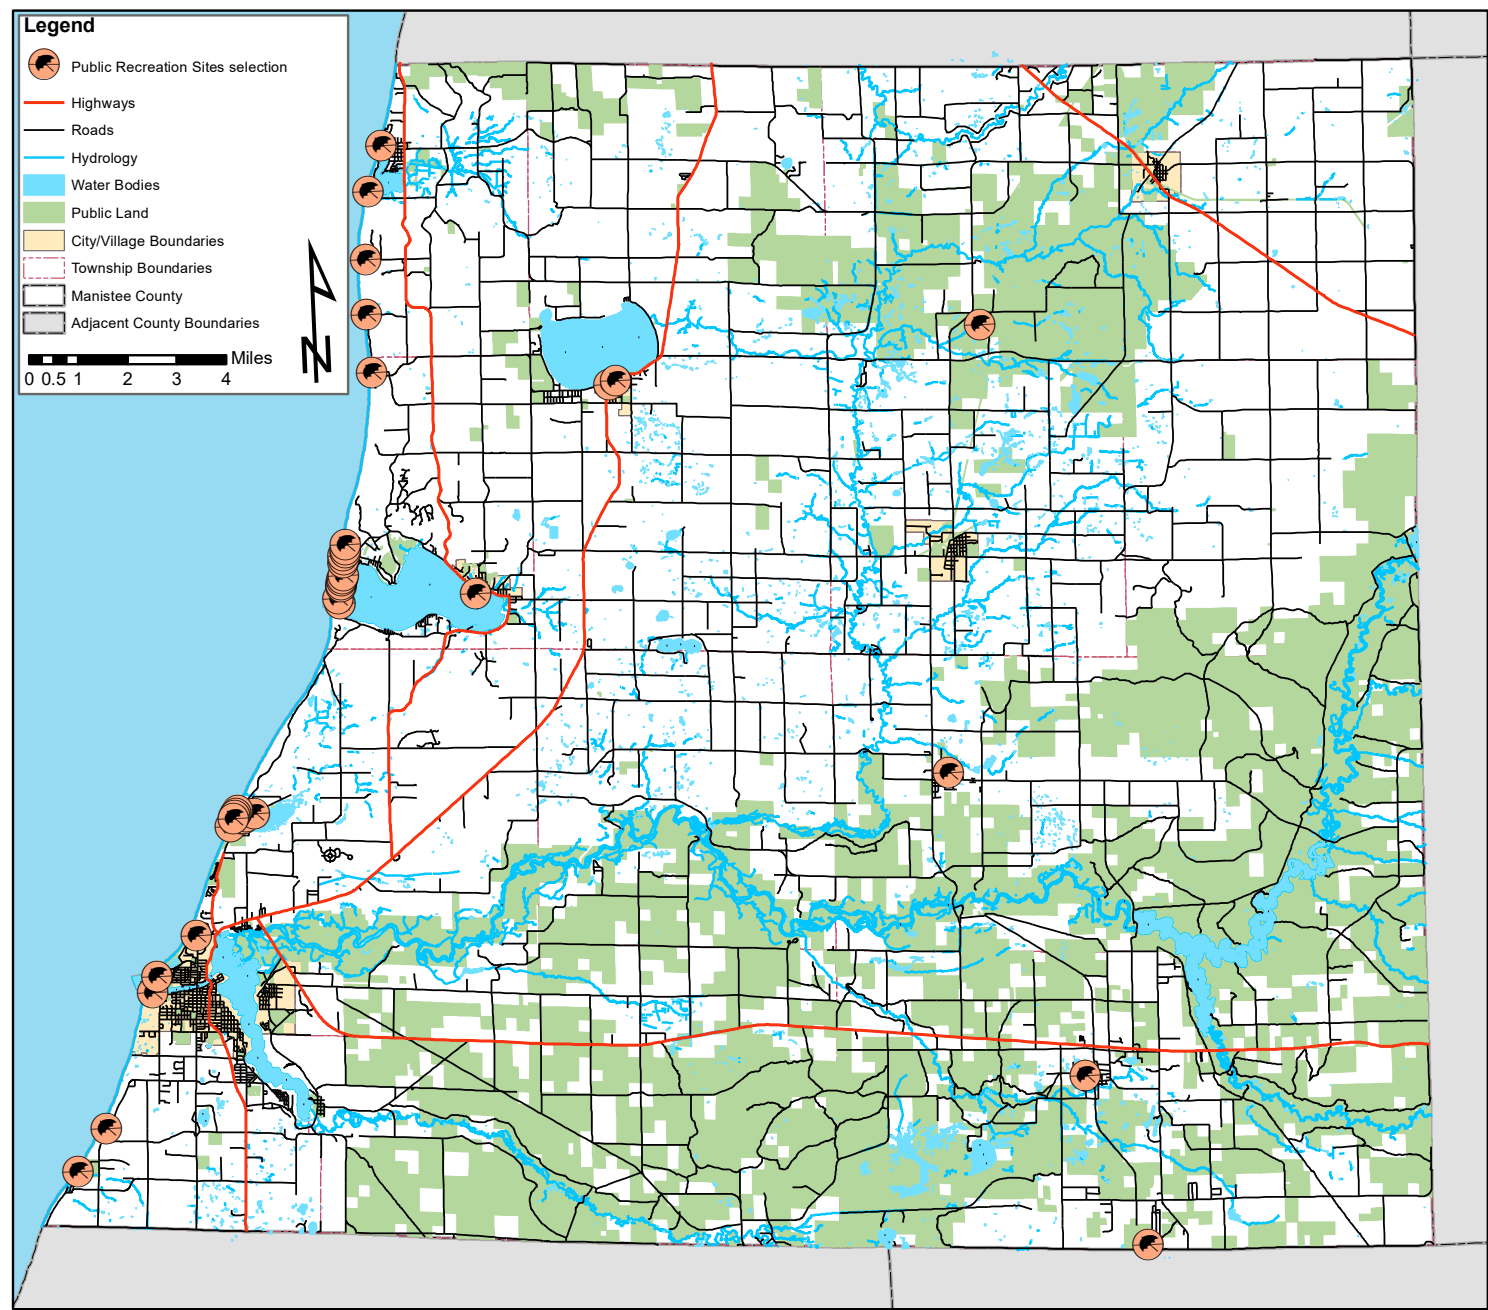 Legend
Public Recreation Sites selection
Highways
Roads
Hydrology
Water Bodies
Public Land
City/Village Boundaries
Township Boundaries
Manistee County
Adjacent County Boundaries
Miles
0 0.5 1 2 3 4
N